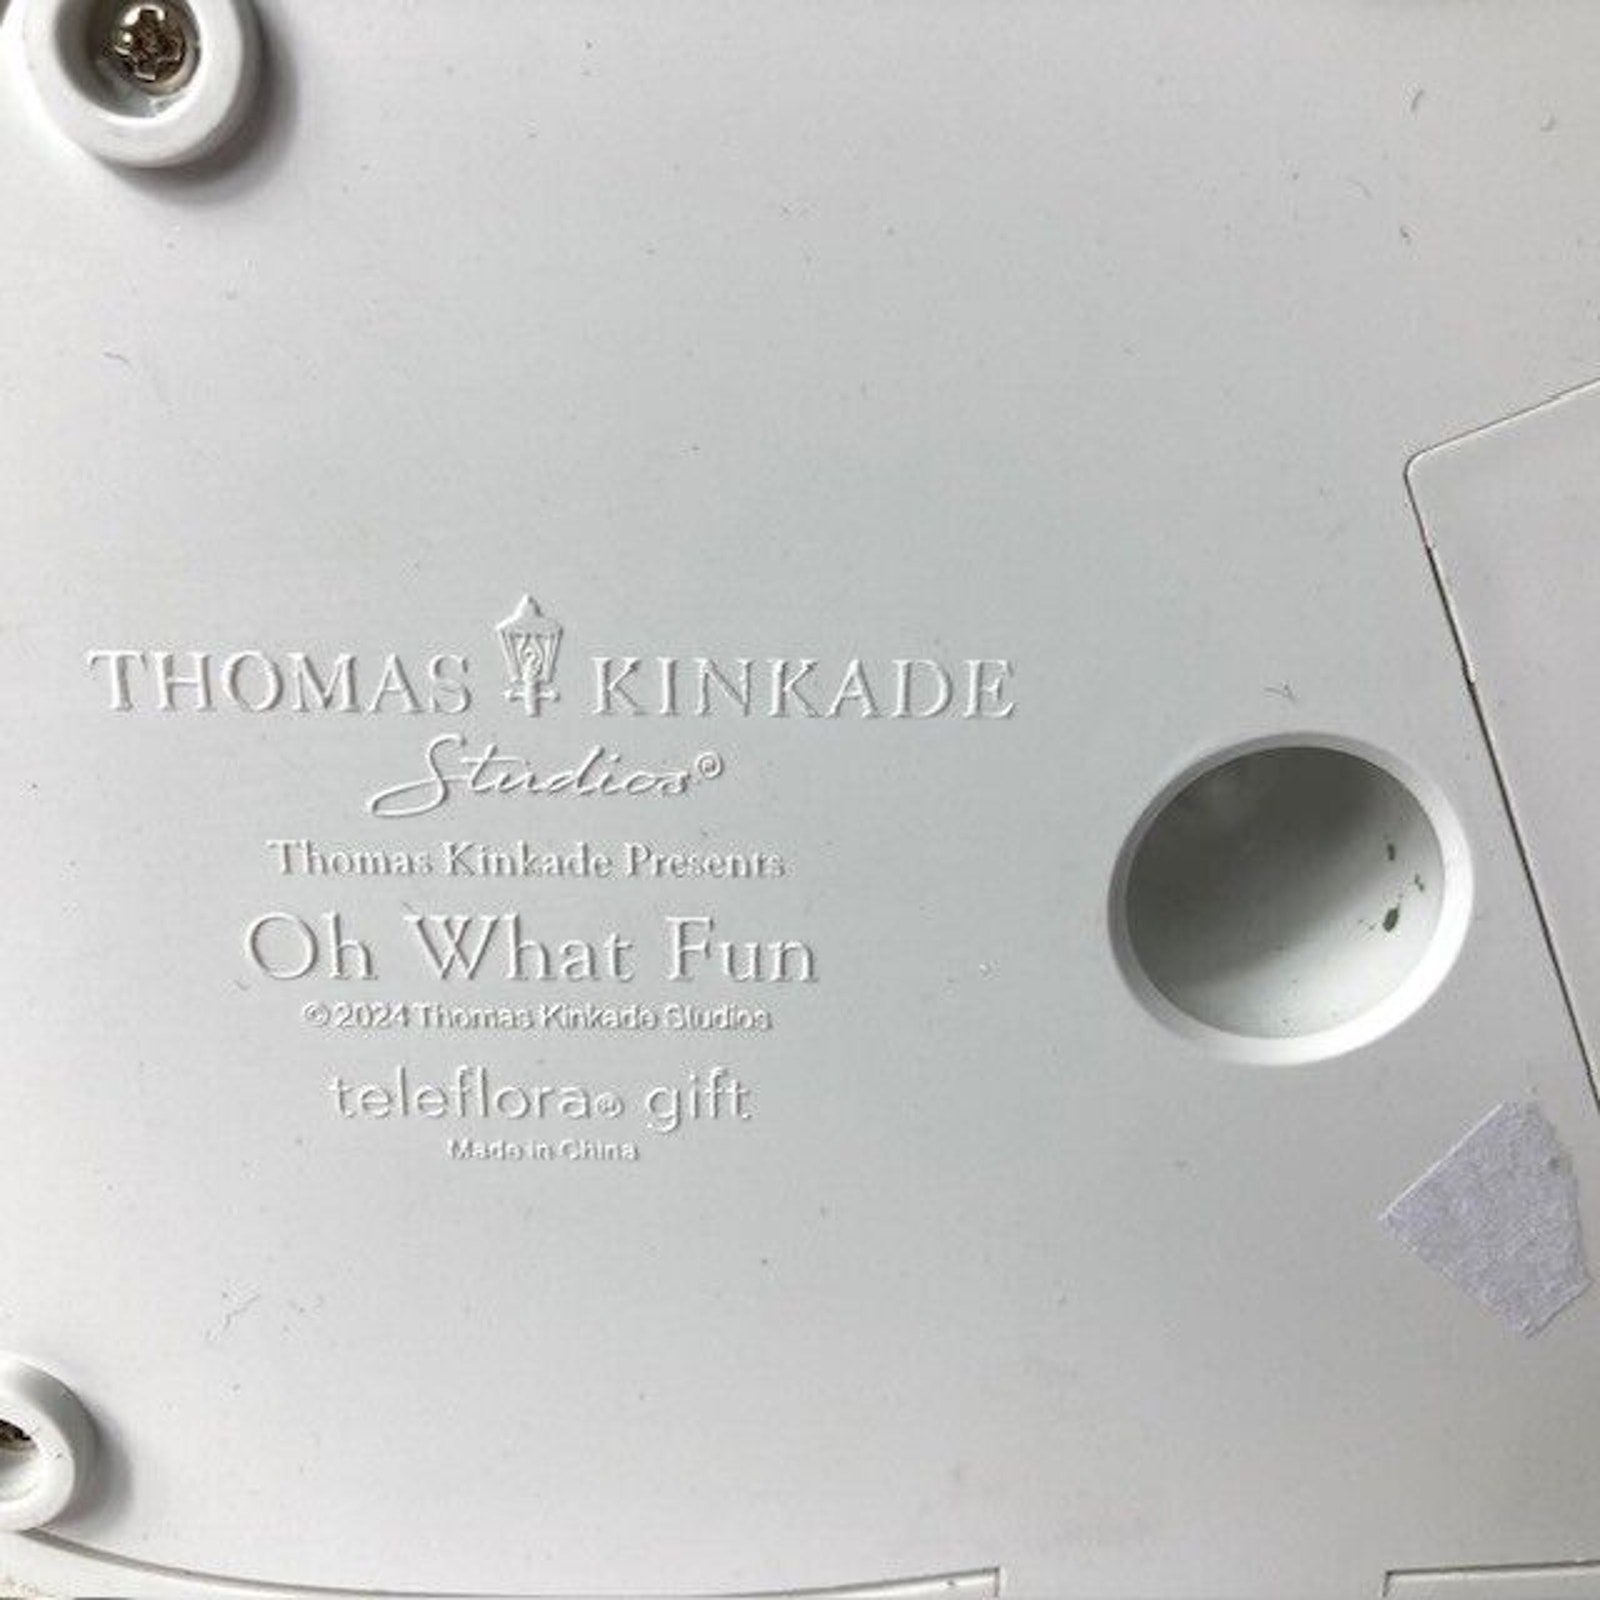 THOMAS KINKADE
Studios®
Thomas Kinkade Presents
Oh What Fun
©2024 Thomas Kinkade Studios
teleflora® gift
Made in China